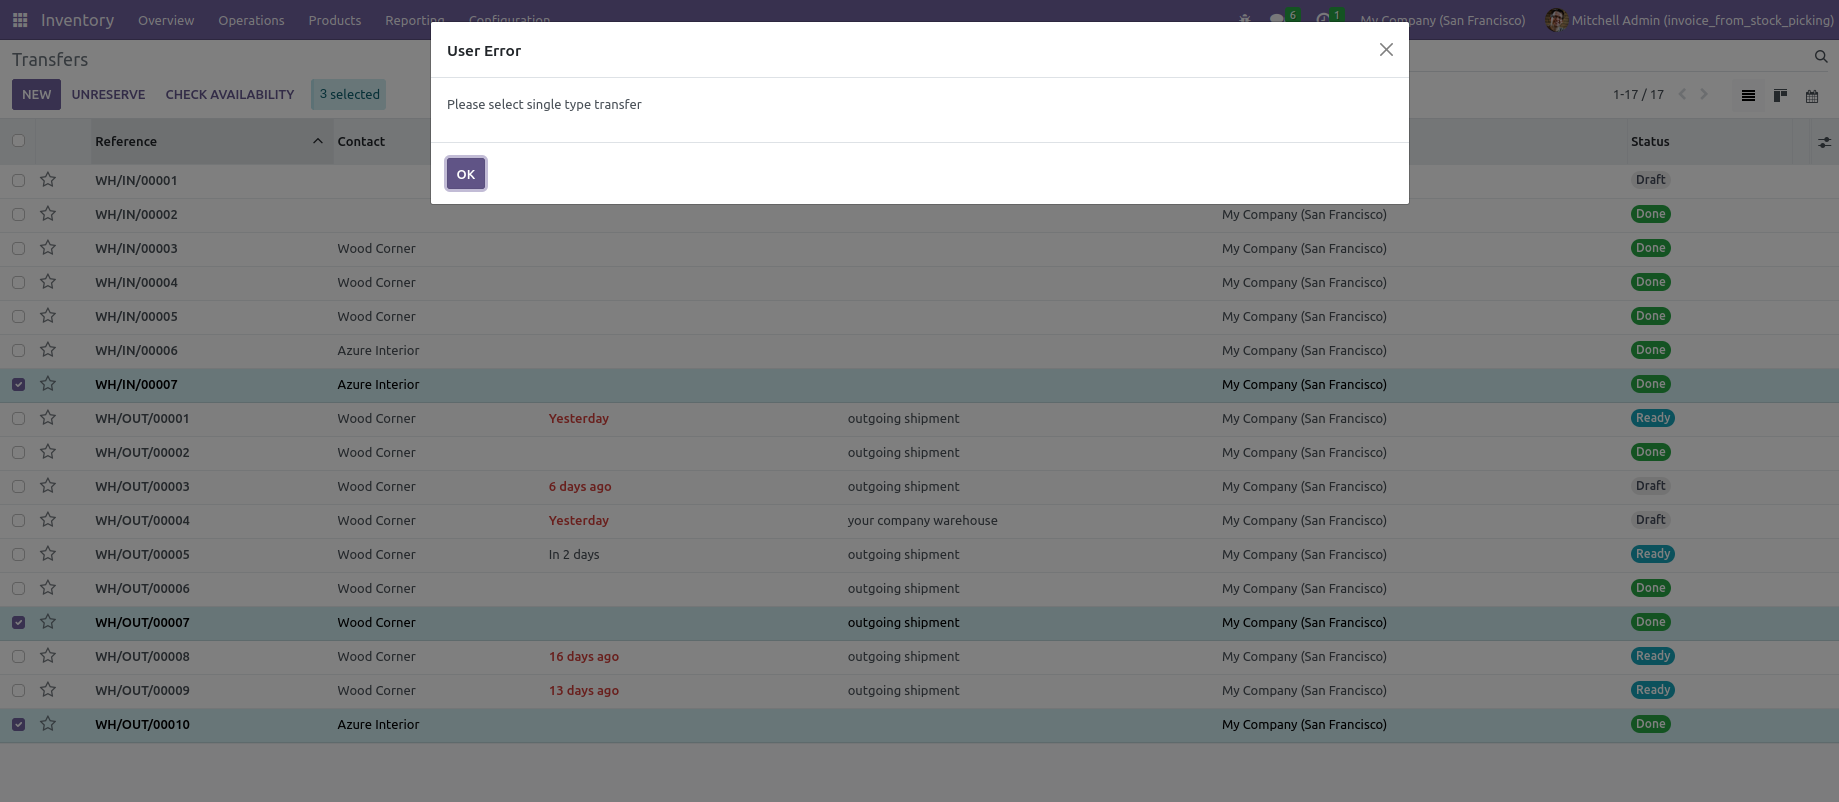 Inventory Overview Operations Products Reporting Configuration 6 1 My Company (San Francisco) Mitchell Admin (invoice_from_stock_picking)
User Error
Please select single type transfer
OK
Transfers
NEW UNRESERVE CHECK AVAILABILITY 3 selected 1-17 / 17
Reference Contact Status
WH/IN/00001 Draft
WH/IN/00002 My Company (San Francisco) Done
WH/IN/00003 Wood Corner My Company (San Francisco) Done
WH/IN/00004 Wood Corner My Company (San Francisco) Done
WH/IN/00005 Wood Corner My Company (San Francisco) Done
WH/IN/00006 Azure Interior My Company (San Francisco) Done
WH/IN/00007 Azure Interior My Company (San Francisco) Done
WH/OUT/00001 Wood Corner Yesterday outgoing shipment My Company (San Francisco) Ready
WH/OUT/00002 Wood Corner outgoing shipment My Company (San Francisco) Done
WH/OUT/00003 Wood Corner 6 days ago outgoing shipment My Company (San Francisco) Draft
WH/OUT/00004 Wood Corner Yesterday your company warehouse My Company (San Francisco) Draft
WH/OUT/00005 Wood Corner In 2 days outgoing shipment My Company (San Francisco) Ready
WH/OUT/00006 Wood Corner outgoing shipment My Company (San Francisco) Done
WH/OUT/00007 Wood Corner outgoing shipment My Company (San Francisco) Done
WH/OUT/00008 Wood Corner 16 days ago outgoing shipment My Company (San Francisco) Ready
WH/OUT/00009 Wood Corner 13 days ago outgoing shipment My Company (San Francisco) Ready
WH/OUT/00010 Azure Interior My Company (San Francisco) Done